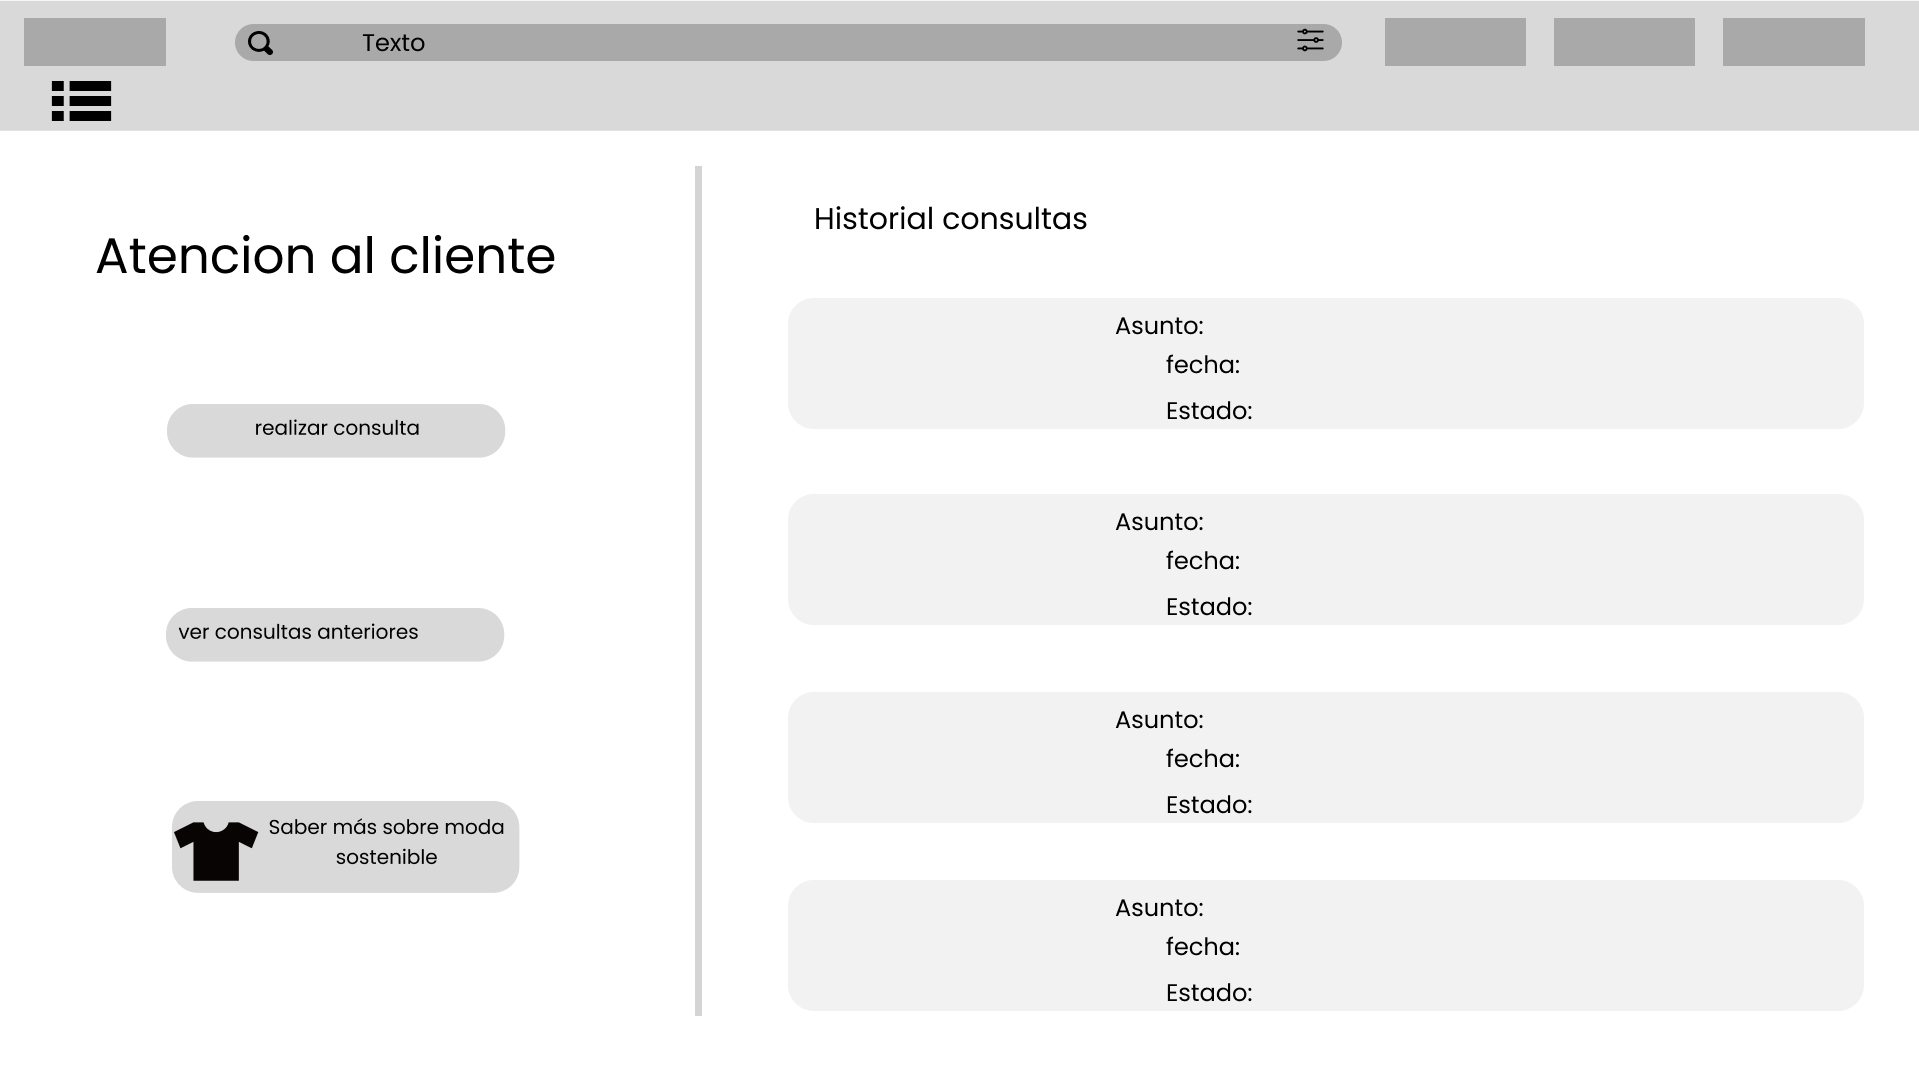 Texto
Atencion al cliente
realizar consulta
ver consultas anteriores
Saber más sobre moda
sostenible
Historial consultas
Asunto:
fecha:
Estado:
Asunto:
fecha:
Estado:
Asunto:
fecha:
Estado:
Asunto:
fecha:
Estado: